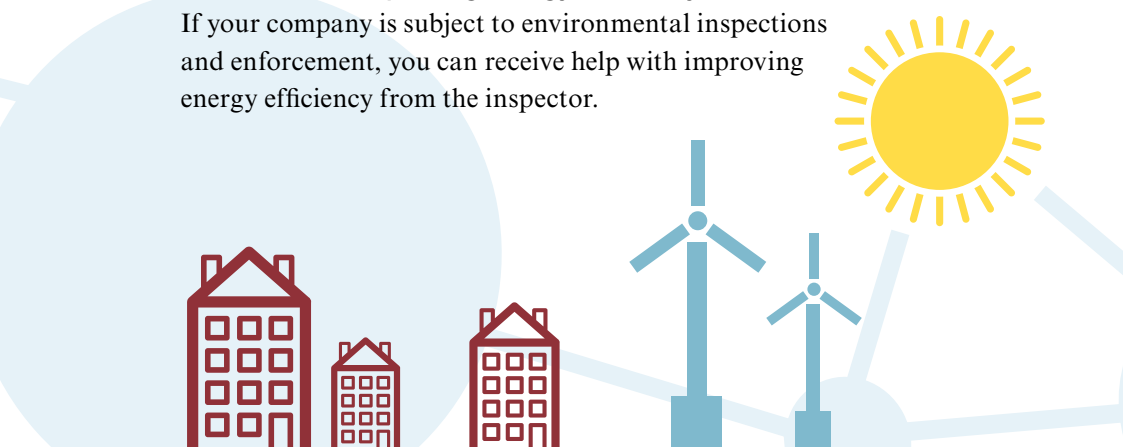 If your company is subject to environmental inspections
and enforcement, you can receive help with improving
energy efficiency from the inspector.